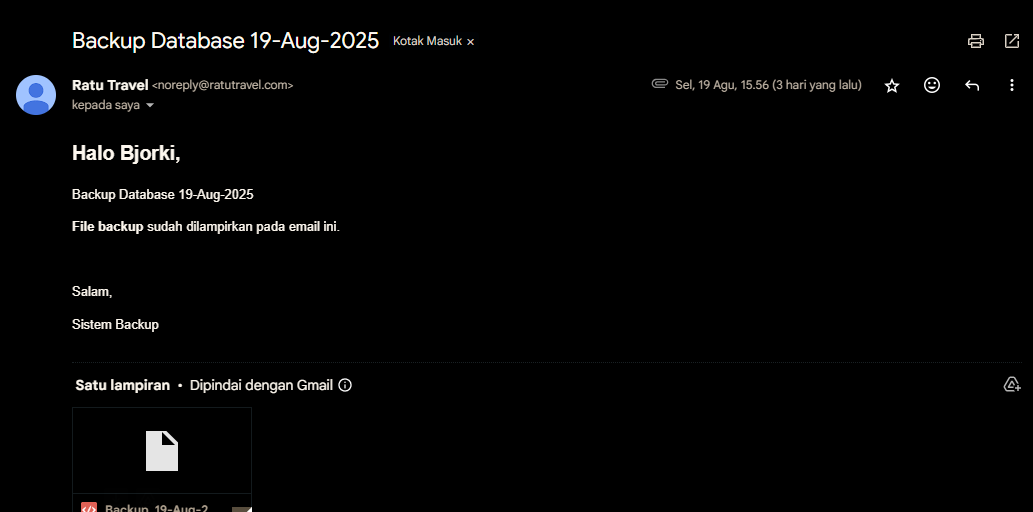 Backup Database 19-Aug-2025 Kotak Masuk ×
Ratu Travel <noreply@ratutravel.com> Sel, 19 Agu, 15.56 (3 hari yang lalu)
kepada saya
Halo Bjorki,
Backup Database 19-Aug-2025
File backup sudah dilampirkan pada email ini.
Salam,
Sistem Backup
Satu lampiran • Dipindai dengan Gmail
Backup_19-Aug-2